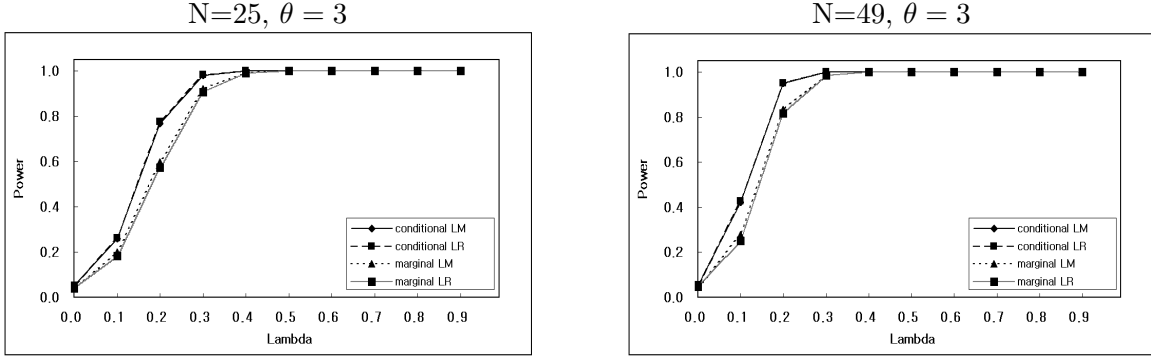 N=25, θ = 3
1.0
0.8
0.6
0.4
0.2
0.0
Power
0.0 0.1 0.2 0.3 0.4 0.5 0.6 0.7 0.8 0.9
Lambda
conditional LM
conditional LR
marginal LM
marginal LR
N=49, θ = 3
1.0
0.8
0.6
0.4
0.2
0.0
Power
0.0 0.1 0.2 0.3 0.4 0.5 0.6 0.7 0.8 0.9
Lambda
conditional LM
conditional LR
marginal LM
marginal LR